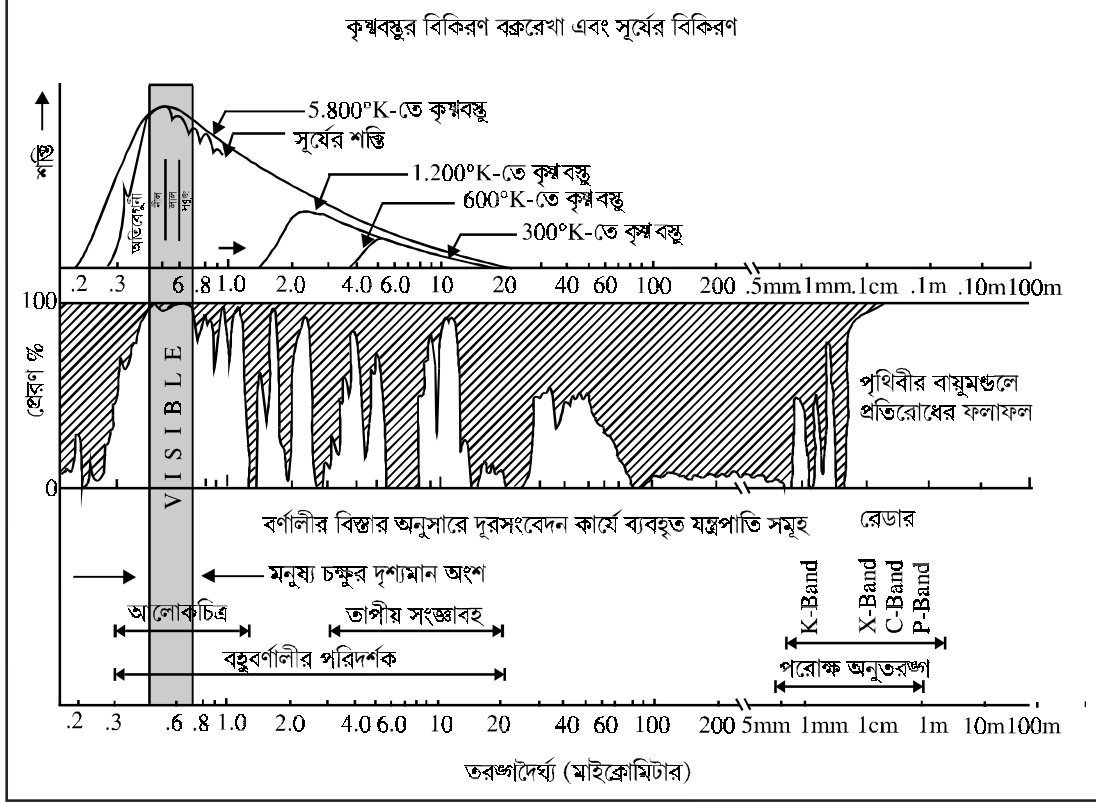 কৃষ্ণবস্তুর বিকিরণ বক্ররেখা এবং সূর্যের বিকিরণ
শক্তি
5.800°K-তে কৃষ্ণবস্তু
সূর্যের শক্তি
1.200°K-তে কৃষ্ণবস্তু
600°K-তে কৃষ্ণবস্তু
300°K-তে কৃষ্ণবস্তু
অতিবেগুনী
নীল
লাল
সবুজ
.2 .3 6 .8 1.0 2.0 4.0 6.0 10 20 40 60 100 200 .5mm 1mm .1cm .1m .10m 100m
100
প্রেরণ %
0
VISIBLE
পৃথিবীর বায়ুমণ্ডলে
প্রতিরোধের ফলাফল
বর্ণালীর বিস্তার অনুসারে দূরসংবেদন কার্যে ব্যবহৃত যন্ত্রপাতি সমূহ
রেডার
মনুষ্য চক্ষুর দৃশ্যমান অংশ
K-Band
X-Band
C-Band
P-Band
আলোকচিত্র
তাপীয় সংজ্ঞাবহ
বহুবর্ণালীর পরিদর্শক
পরোক্ষ অনুতরঙ্গ
.2 .3 .6 .8 1.0 2.0 4.0 6.0 10 20 40 60 100 200 5mm 1mm 1cm 1m 10m 100m
তরঙ্গদৈর্ঘ্য (মাইক্রোমিটার)